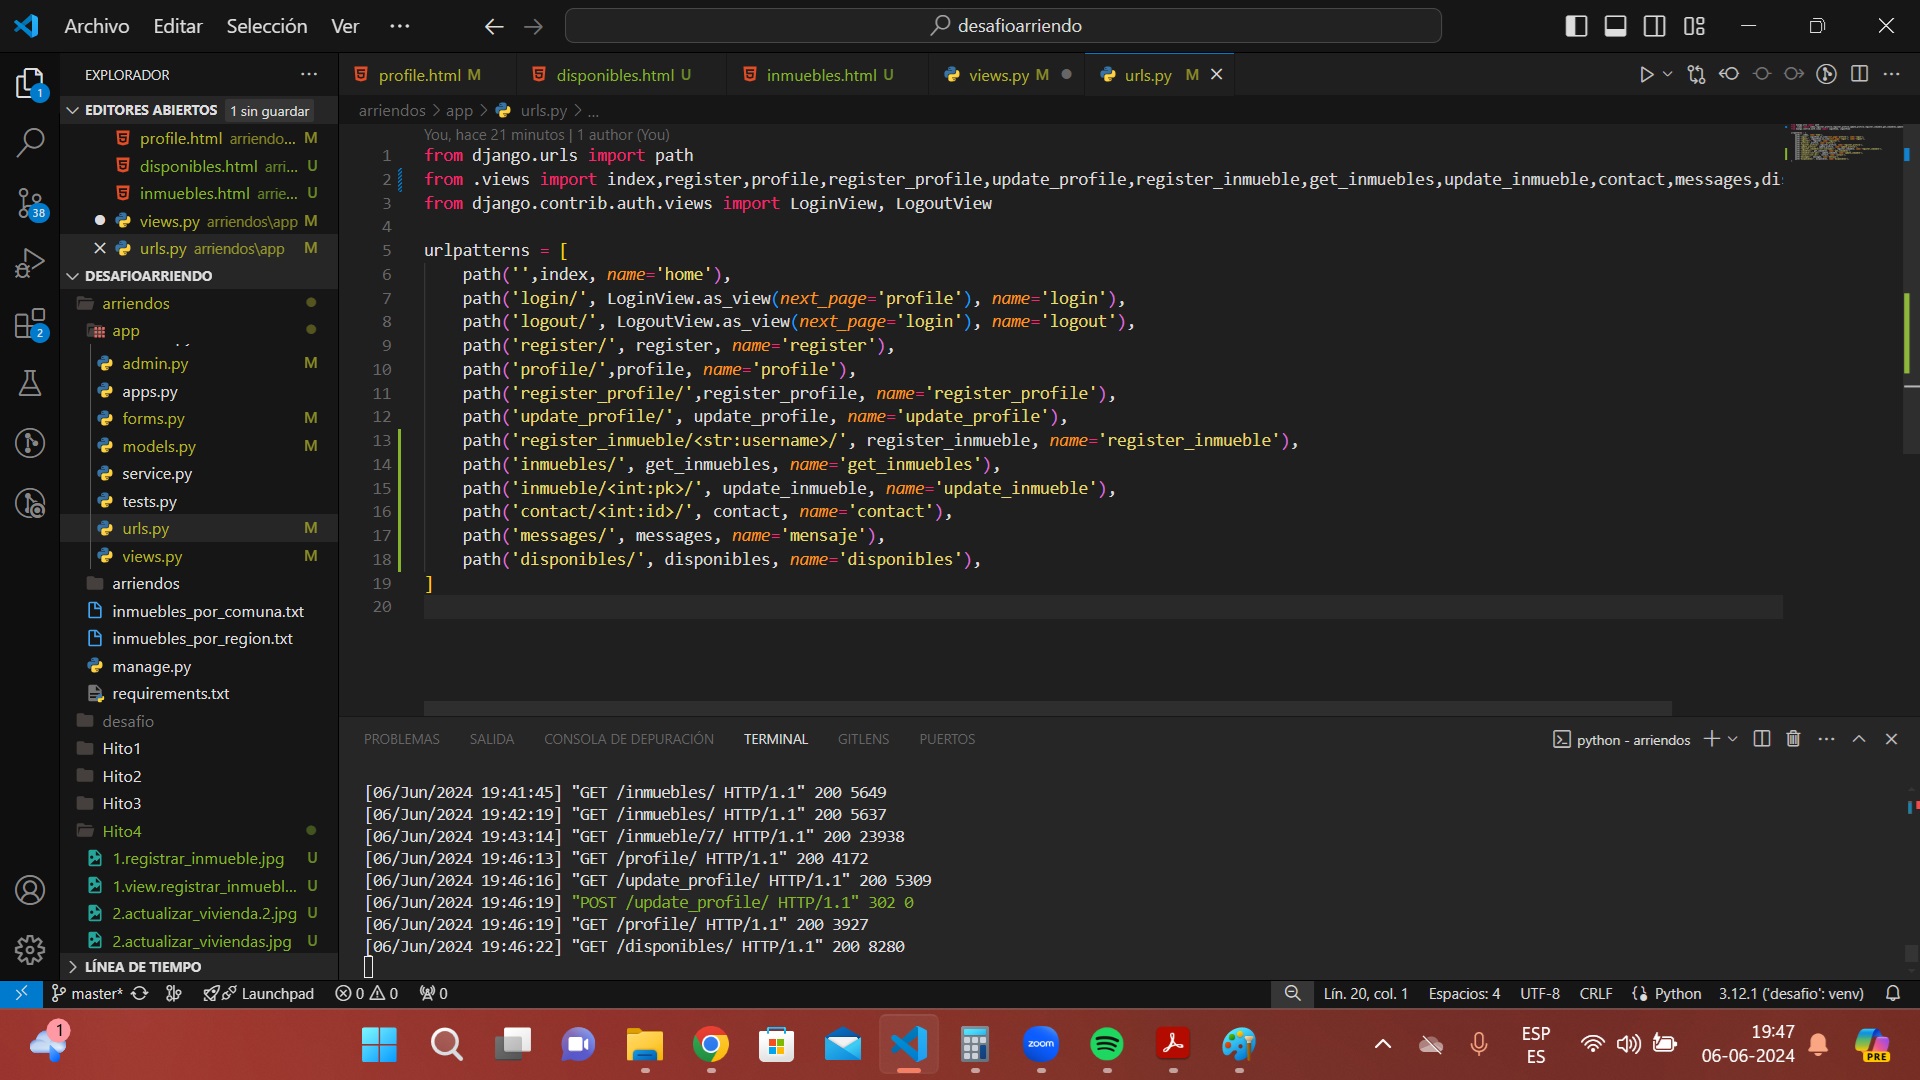 Archivo Editar Selección Ver ···
desafioarriendo
EXPLORADOR
EDITORES ABIERTOS 1 sin guardar
profile.html arriendo... M
disponibles.html arri... U
inmuebles.html arrie... U
views.py arriendos\app M
urls.py arriendos\app M
DESAFIOARRIENDO
arriendos
app
admin.py M
apps.py
forms.py M
models.py M
service.py
tests.py
urls.py M
views.py M
arriendos
inmuebles_por_comuna.txt
inmuebles_por_region.txt
manage.py
requirements.txt
desafio
Hito1
Hito2
Hito3
Hito4
1.registrar_inmueble.jpg U
1.view.registrar_inmuebl... U
2.actualizar_vivienda.2.jpg U
2.actualizar_viviendas.jpg U
LÍNEA DE TIEMPO
1
38
2
profile.html M disponibles.html U inmuebles.html U views.py M urls.py M
arriendos > app > urls.py > ...
You, hace 21 minutos | 1 author (You)
1 from django.urls import path
2 from .views import index,register,profile,register_profile,update_profile,register_inmueble,get_inmuebles,update_inmueble,contact,messages,di
3 from django.contrib.auth.views import LoginView, LogoutView
4
5 urlpatterns = [
6 path('',index, name='home'),
7 path('login/', LoginView.as_view(next_page='profile'), name='login'),
8 path('logout/', LogoutView.as_view(next_page='login'), name='logout'),
9 path('register/', register, name='register'),
10 path('profile/',profile, name='profile'),
11 path('register_profile/',register_profile, name='register_profile'),
12 path('update_profile/', update_profile, name='update_profile'),
13 path('register_inmueble/<str:username>/', register_inmueble, name='register_inmueble'),
14 path('inmuebles/', get_inmuebles, name='get_inmuebles'),
15 path('inmueble/<int:pk>/', update_inmueble, name='update_inmueble'),
16 path('contact/<int:id>/', contact, name='contact'),
17 path('messages/', messages, name='mensaje'),
18 path('disponibles/', disponibles, name='disponibles'),
19 ]
20
PROBLEMAS SALIDA CONSOLA DE DEPURACIÓN TERMINAL GITLENS PUERTOS
python - arriendos
[06/Jun/2024 19:41:45] "GET /inmuebles/ HTTP/1.1" 200 5649
[06/Jun/2024 19:42:19] "GET /inmuebles/ HTTP/1.1" 200 5637
[06/Jun/2024 19:43:14] "GET /inmueble/7/ HTTP/1.1" 200 23938
[06/Jun/2024 19:46:13] "GET /profile/ HTTP/1.1" 200 4172
[06/Jun/2024 19:46:16] "GET /update_profile/ HTTP/1.1" 200 5309
[06/Jun/2024 19:46:19] "POST /update_profile/ HTTP/1.1" 302 0
[06/Jun/2024 19:46:19] "GET /profile/ HTTP/1.1" 200 3927
[06/Jun/2024 19:46:22] "GET /disponibles/ HTTP/1.1" 200 8280
master* Launchpad 0 0 0
Lín. 20, col. 1 Espacios: 4 UTF-8 CRLF Python 3.12.1 ('desafio': venv)
1
zoom
ESP
ES
19:47
06-06-2024
PRE